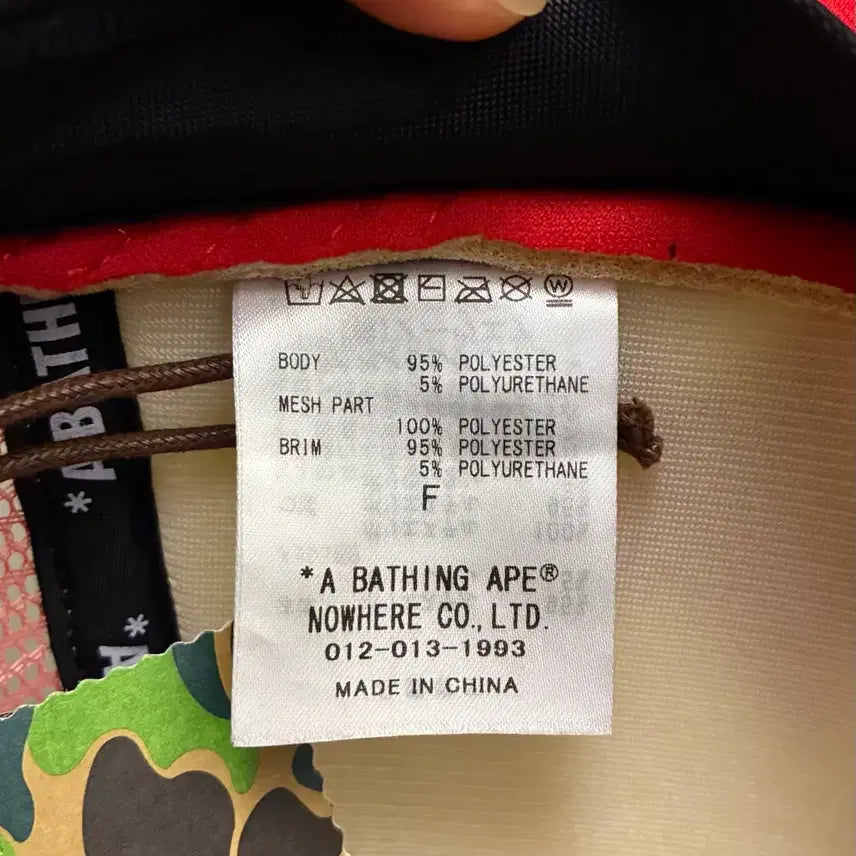 W
BODY 95% POLYESTER
5% POLYURETHANE
MESH PART
100% POLYESTER
BRIM 95% POLYESTER
5% POLYURETHANE
F
*A BATHING APE®
NOWHERE CO.,LTD.
012-013-1993
MADE IN CHINA
*ABATH
A*